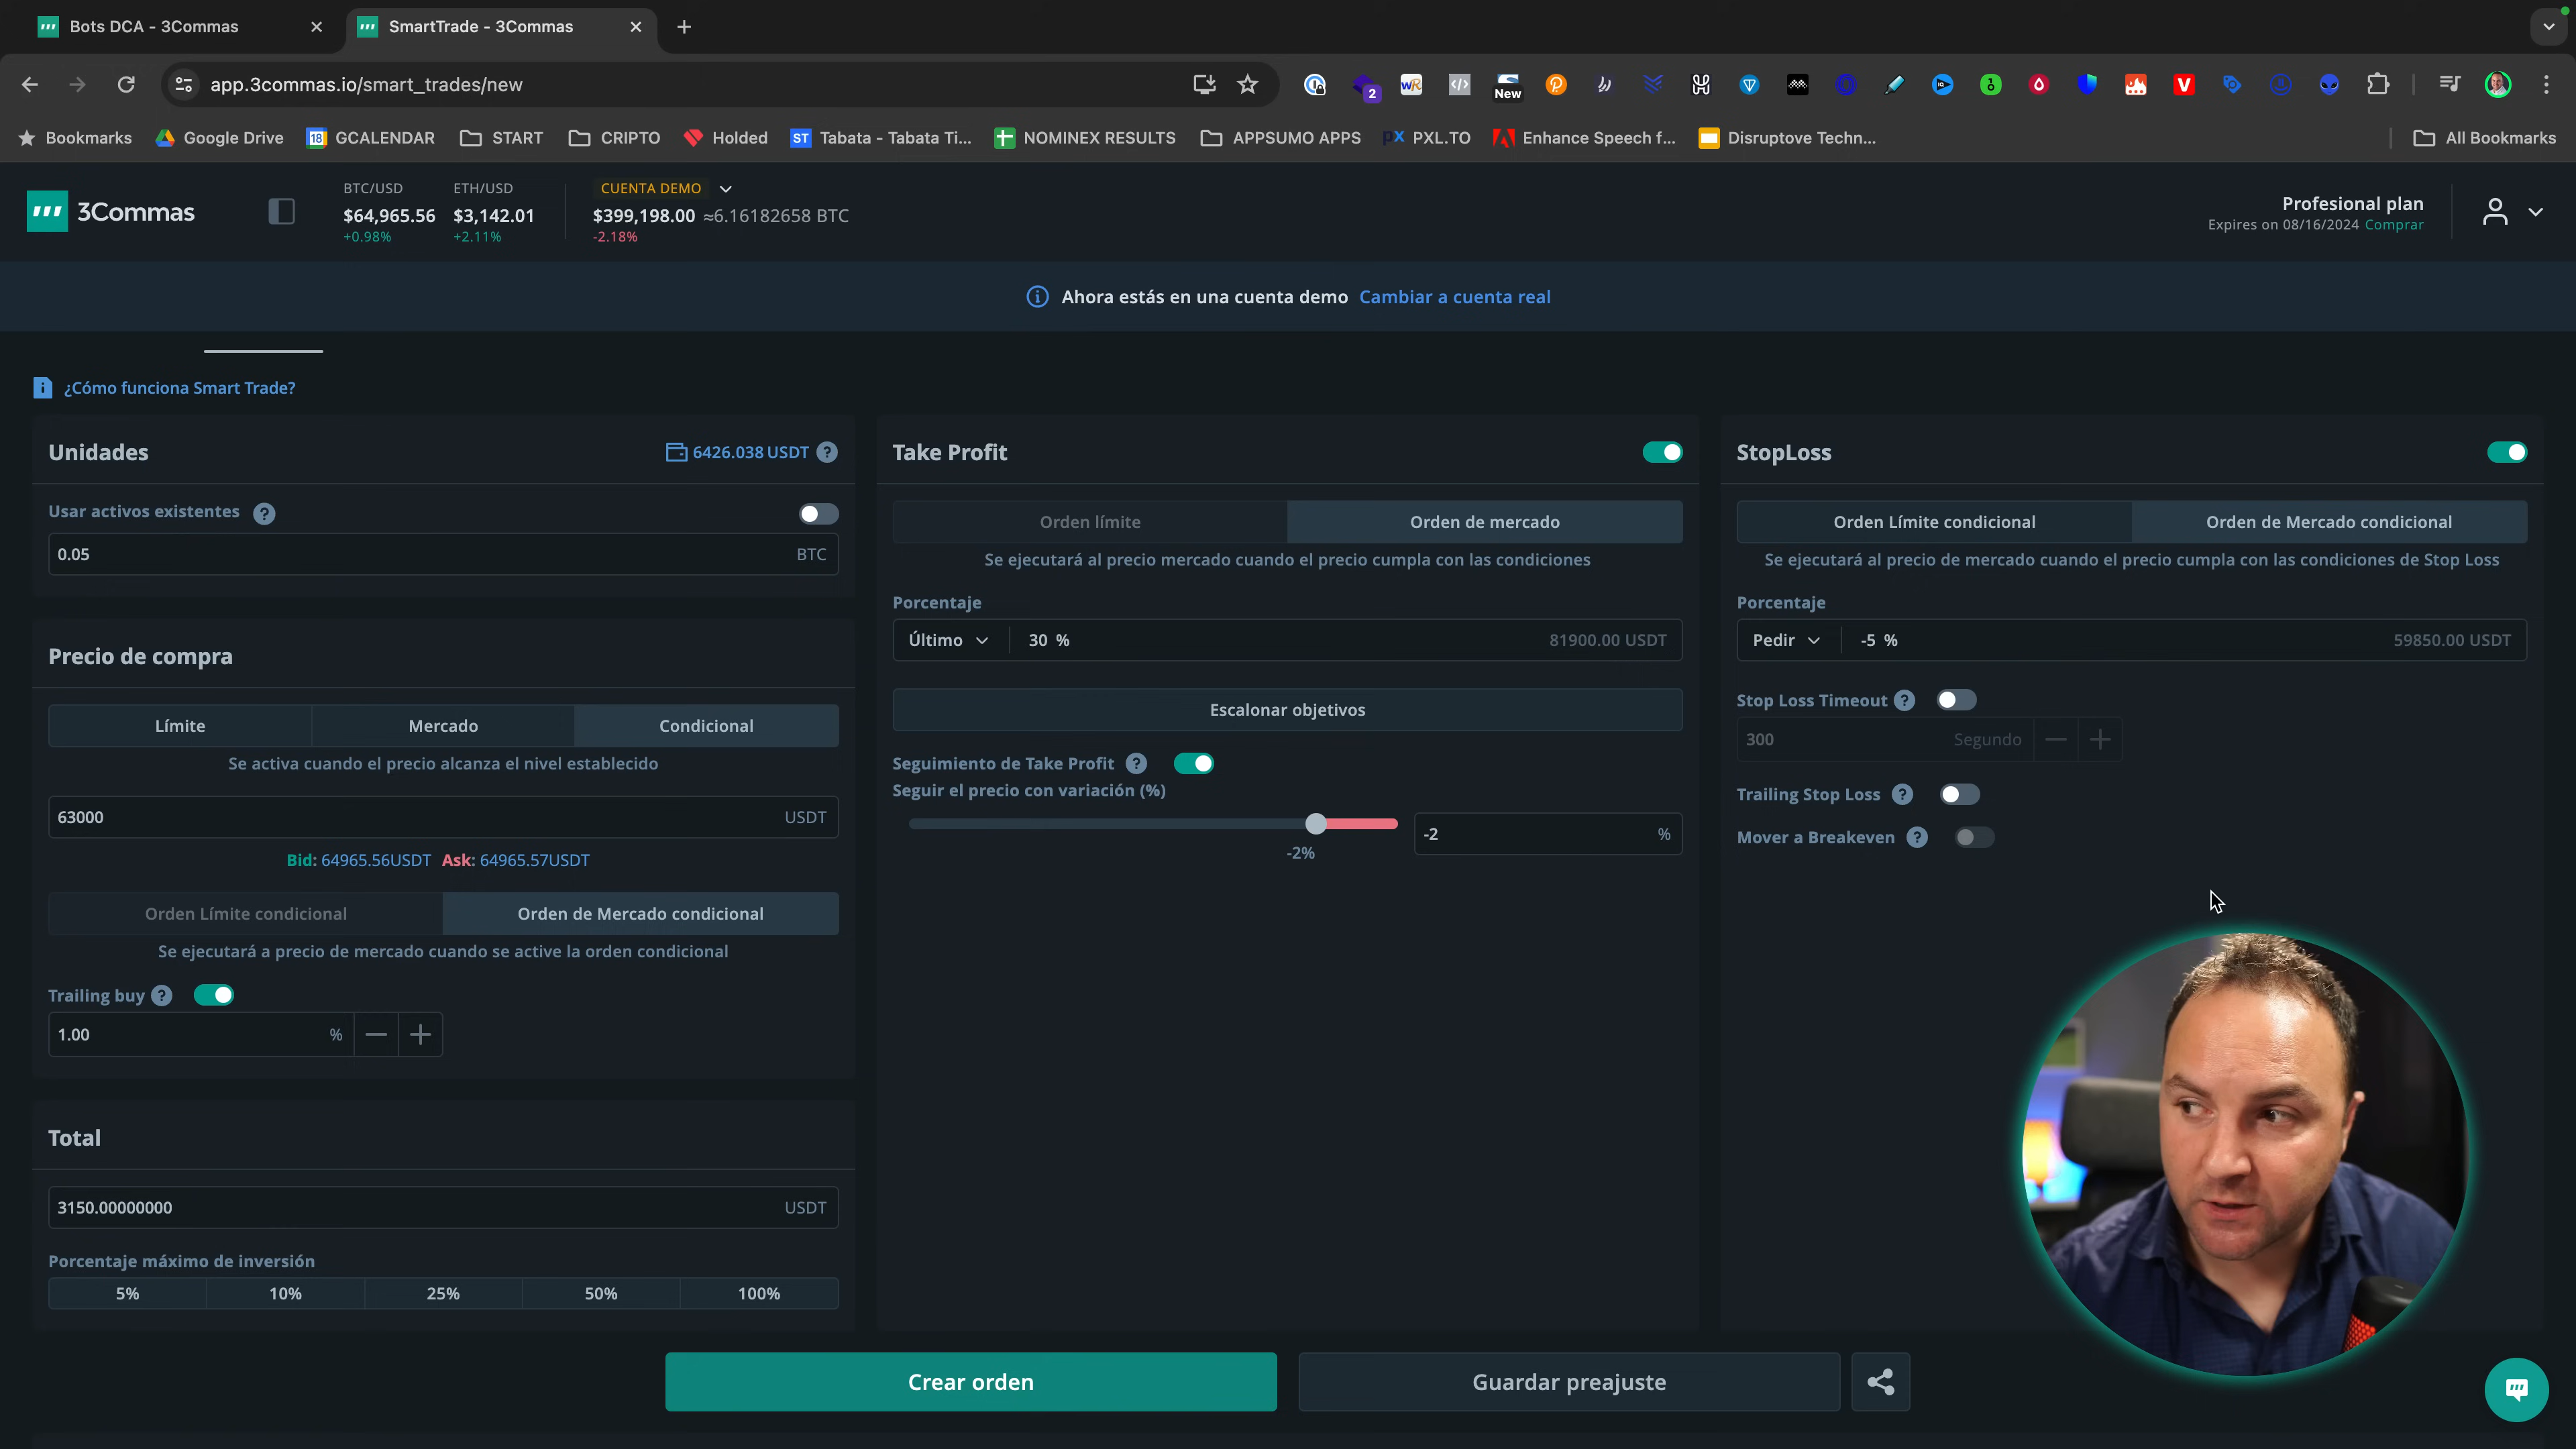 Bots DCA - 3Commas
SmartTrade - 3Commas
app.3commas.io/smart_trades/new
2
New
Bookmarks
Google Drive
18 GCALENDAR
START
CRIPTO
Holded
ST Tabata - Tabata Ti...
NOMINEX RESULTS
APPSUMO APPS
PX PXL.TO
Enhance Speech f...
Disruptove Techn...
All Bookmarks
3Commas
BTC/USD
$64,965.56
+0.98%
ETH/USD
$3,142.01
+2.11%
CUENTA DEMO
$399,198.00 ≈6.16182658 BTC
-2.18%
Profesional plan
Expires on 08/16/2024 Comprar
Ahora estás en una cuenta demo Cambiar a cuenta real
¿Cómo funciona Smart Trade?
Unidades
6426.038 USDT
Usar activos existentes
0.05 BTC
Precio de compra
Límite
Mercado
Condicional
Se activa cuando el precio alcanza el nivel establecido
63000 USDT
Bid: 64965.56USDT Ask: 64965.57USDT
Orden Límite condicional
Orden de Mercado condicional
Se ejecutará a precio de mercado cuando se active la orden condicional
Trailing buy
1.00 %
Total
3150.00000000 USDT
Porcentaje máximo de inversión
5%
10%
25%
50%
100%
Take Profit
Orden límite
Orden de mercado
Se ejecutará al precio mercado cuando el precio cumpla con las condiciones
Porcentaje
Último 30 % 81900.00 USDT
Escalonar objetivos
Seguimiento de Take Profit
Seguir el precio con variación (%)
-2%
-2 %
StopLoss
Orden Límite condicional
Orden de Mercado condicional
Se ejecutará al precio de mercado cuando el precio cumpla con las condiciones de Stop Loss
Porcentaje
Pedir -5 % 59850.00 USDT
Stop Loss Timeout
300 Segundo
Trailing Stop Loss
Mover a Breakeven
Crear orden
Guardar preajuste